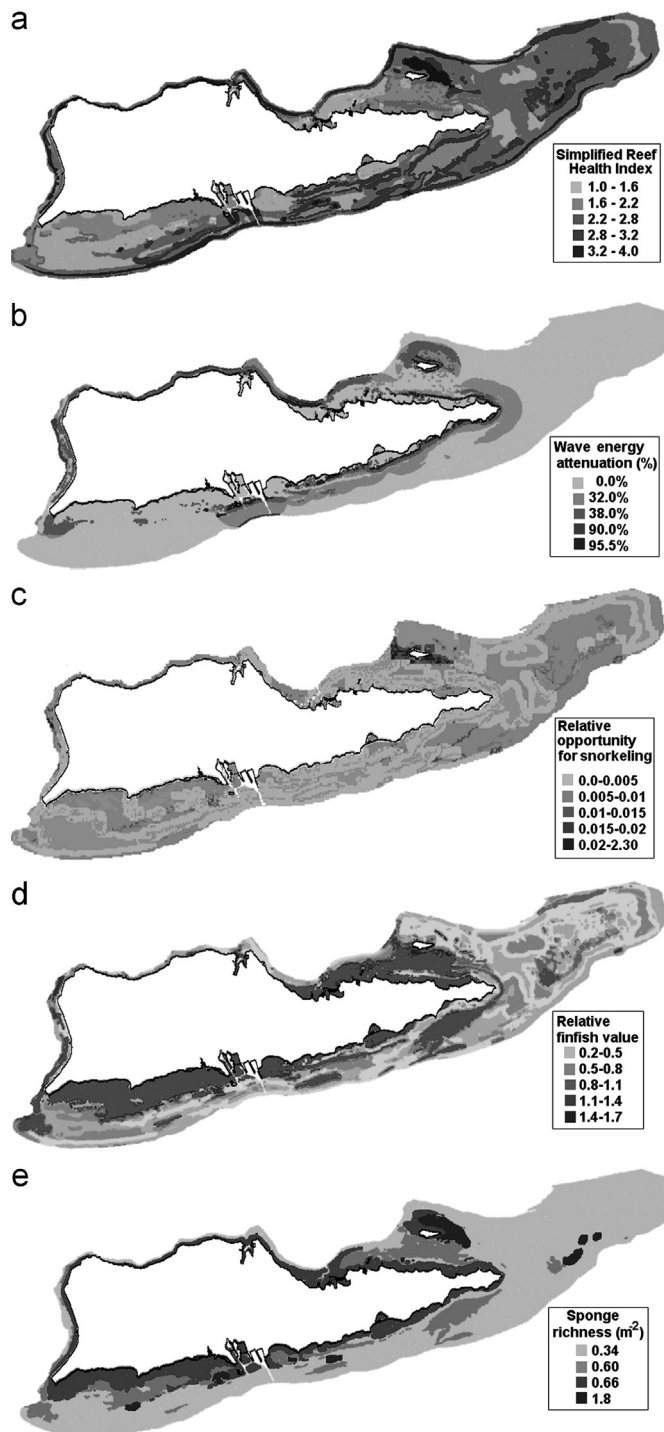 a
Simplified Reef
Health Index
1.0 - 1.6
1.6 - 2.2
2.2 - 2.8
2.8 - 3.2
3.2 - 4.0
b
Wave energy
attenuation (%)
0.0%
32.0%
38.0%
90.0%
95.5%
c
Relative
opportunity
for snorkeling
0.0-0.005
0.005-0.01
0.01-0.015
0.015-0.02
0.02-2.30
d
Relative
finfish value
0.2-0.5
0.5-0.8
0.8-1.1
1.1-1.4
1.4-1.7
e
Sponge
richness (m⁻²)
0.34
0.60
0.66
1.8